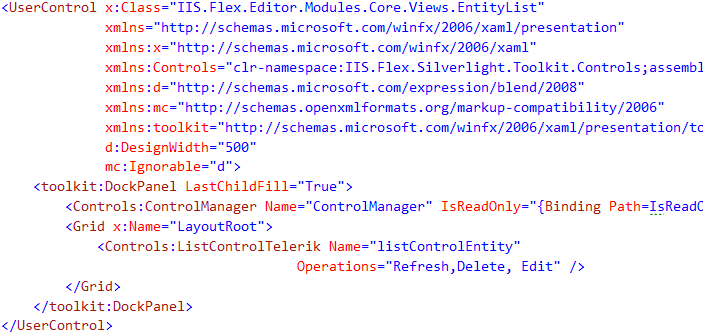 <UserControl x:Class="IIS.Flex.Editor.Modules.Core.Views.EntityList"
xmlns="http://schemas.microsoft.com/winfx/2006/xaml/presentation"
xmlns:x="http://schemas.microsoft.com/winfx/2006/xaml"
xmlns:Controls="clr-namespace:IIS.Flex.Silverlight.Toolkit.Controls;assembl
xmlns:d="http://schemas.microsoft.com/expression/blend/2008"
xmlns:mc="http://schemas.openxmlformats.org/markup-compatibility/2006"
xmlns:toolkit="http://schemas.microsoft.com/winfx/2006/xaml/presentation/to
d:DesignWidth="500"
mc:Ignorable="d">
<toolkit:DockPanel LastChildFill="True">
<Controls:ControlManager Name="ControlManager" IsReadOnly="{Binding Path=IsReadO
<Grid x:Name="LayoutRoot">
<Controls:ListControlTelerik Name="listControlEntity"
Operations="Refresh,Delete, Edit" />
</Grid>
</toolkit:DockPanel>
</UserControl>